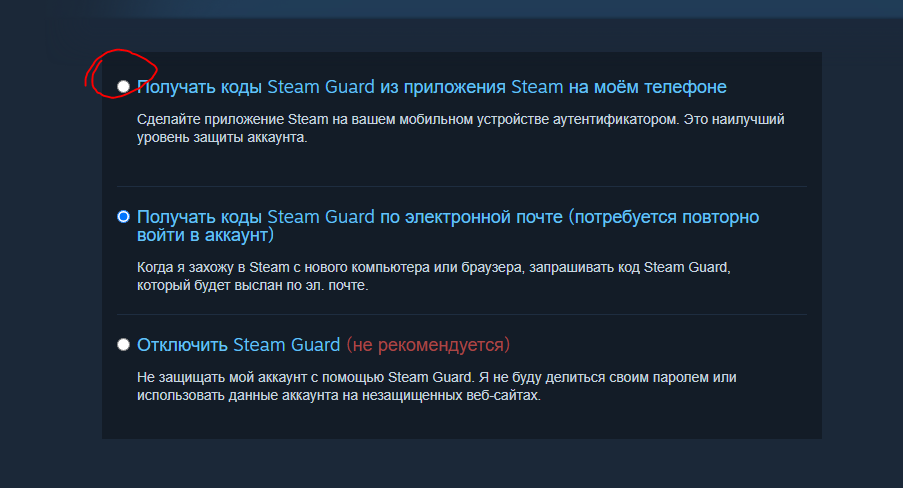 Получать коды Steam Guard из приложения Steam на моём телефоне
Сделайте приложение Steam на вашем мобильном устройстве аутентификатором. Это наилучший
уровень защиты аккаунта.
Получать коды Steam Guard по электронной почте (потребуется повторно
войти в аккаунт)
Когда я захожу в Steam с нового компьютера или браузера, запрашивать код Steam Guard,
который будет выслан по эл. почте.
Отключить Steam Guard (не рекомендуется)
Не защищать мой аккаунт с помощью Steam Guard. Я не буду делиться своим паролем или
использовать данные аккаунта на незащищенных веб-сайтах.